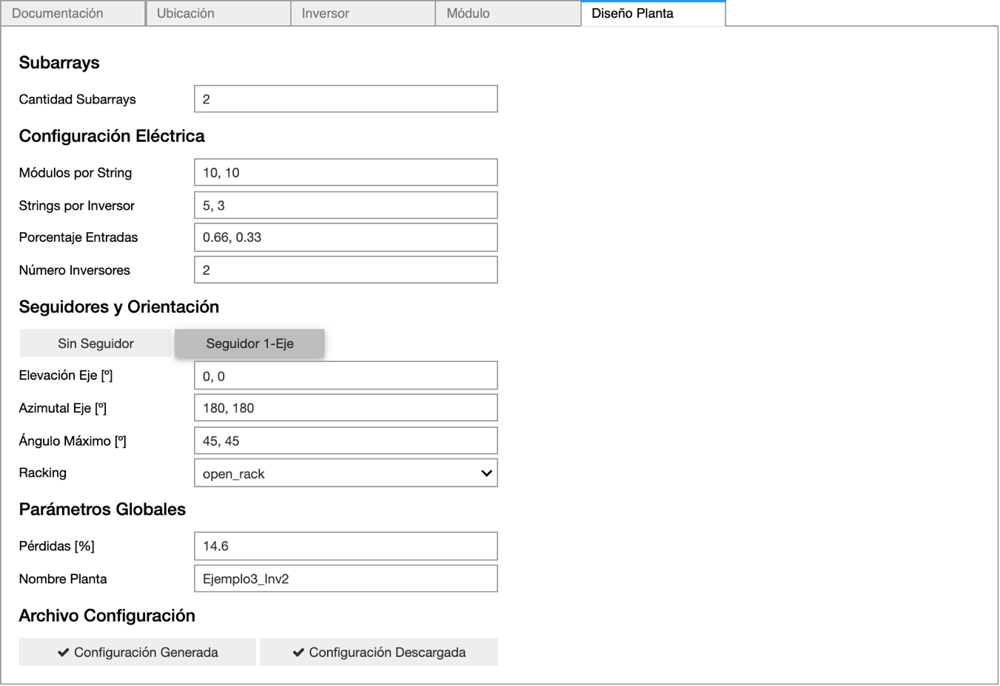 Documentación Ubicación Inversor Módulo Diseño Planta
Subarrays
Cantidad Subarrays 2
Configuración Eléctrica
Módulos por String 10, 10
Strings por Inversor 5, 3
Porcentaje Entradas 0.66, 0.33
Número Inversores 2
Seguidores y Orientación
Sin Seguidor Seguidor 1-Eje
Elevación Eje [º] 0, 0
Azimutal Eje [º] 180, 180
Ángulo Máximo [º] 45, 45
Racking open_rack
Parámetros Globales
Pérdidas [%] 14.6
Nombre Planta Ejemplo3_Inv2
Archivo Configuración
✔ Configuración Generada ✔ Configuración Descargada